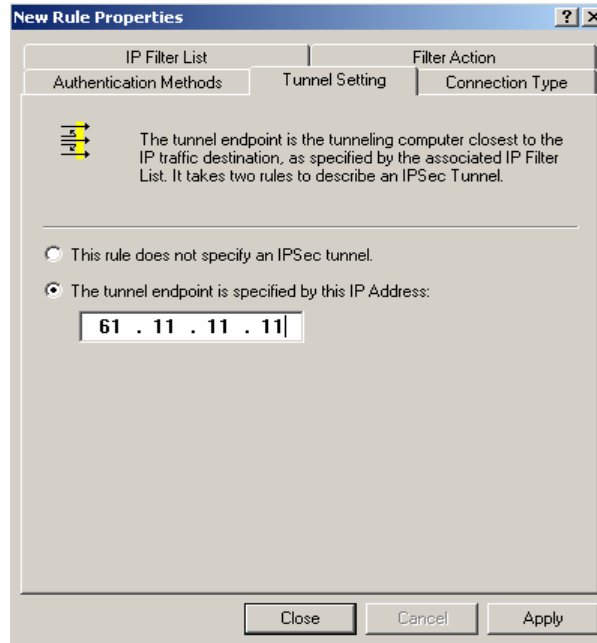 New Rule Properties
IP Filter List
Filter Action
Authentication Methods
Tunnel Setting
Connection Type
The tunnel endpoint is the tunneling computer closest to the
IP traffic destination, as specified by the associated IP Filter
List. It takes two rules to describe an IPSec Tunnel.
This rule does not specify an IPSec tunnel.
The tunnel endpoint is specified by this IP Address:
61 . 11 . 11 . 11
Close
Cancel
Apply